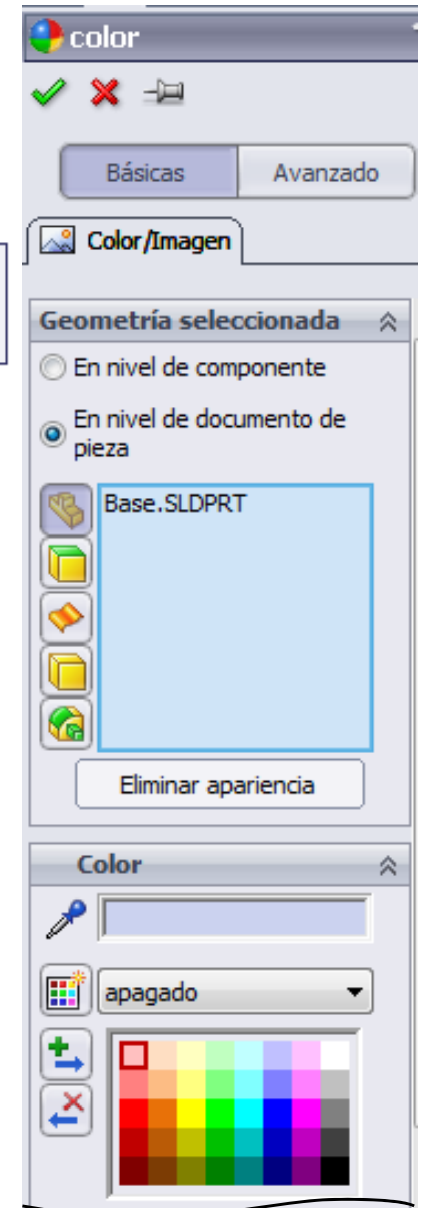 color
Básicas Avanzado
Color/Imagen
Geometría seleccionada
En nivel de componente
En nivel de documento de
pieza
Base.SLDPRT
Eliminar apariencia
Color
apagado